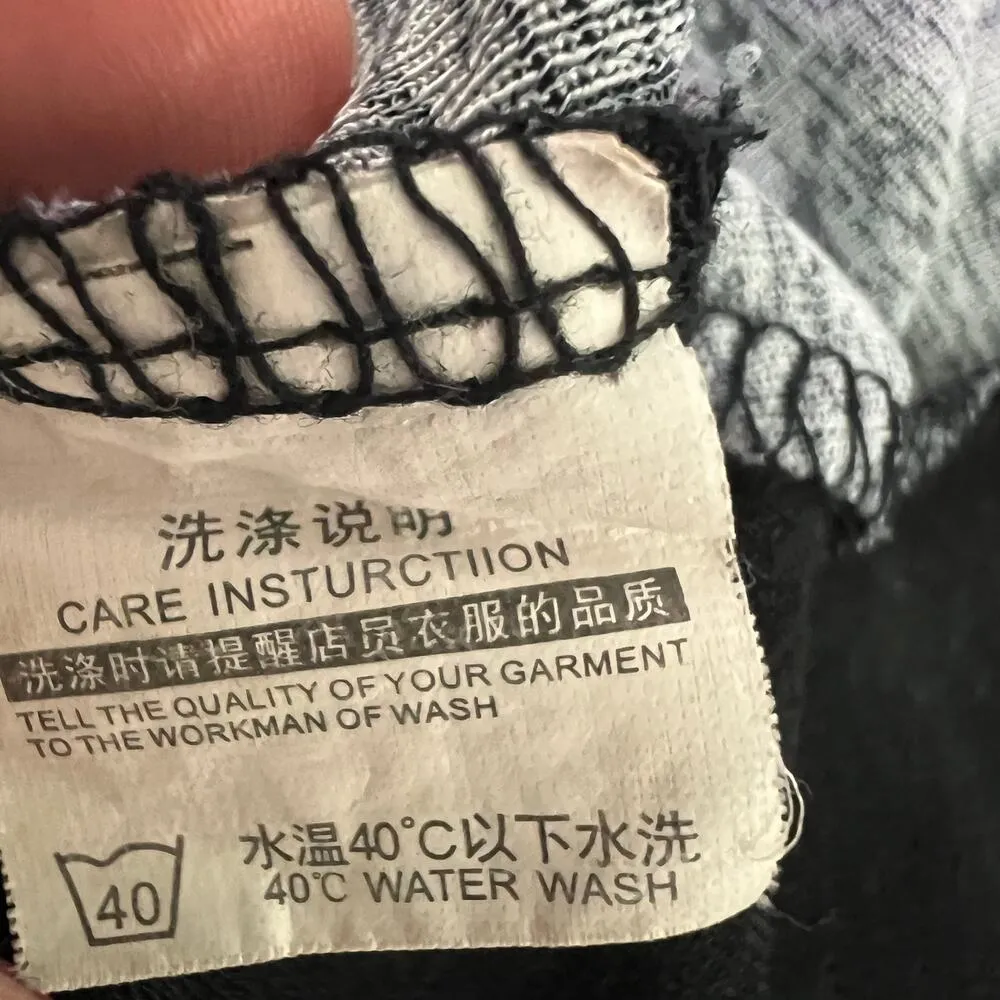 洗涤说明
CARE INSTURCTIION
洗涤时请提醒店员衣服的品质
TELL THE QUALITY OF YOUR GARMENT
TO THE WORKMAN OF WASH
水温40°C以下水洗
40℃ WATER WASH
40